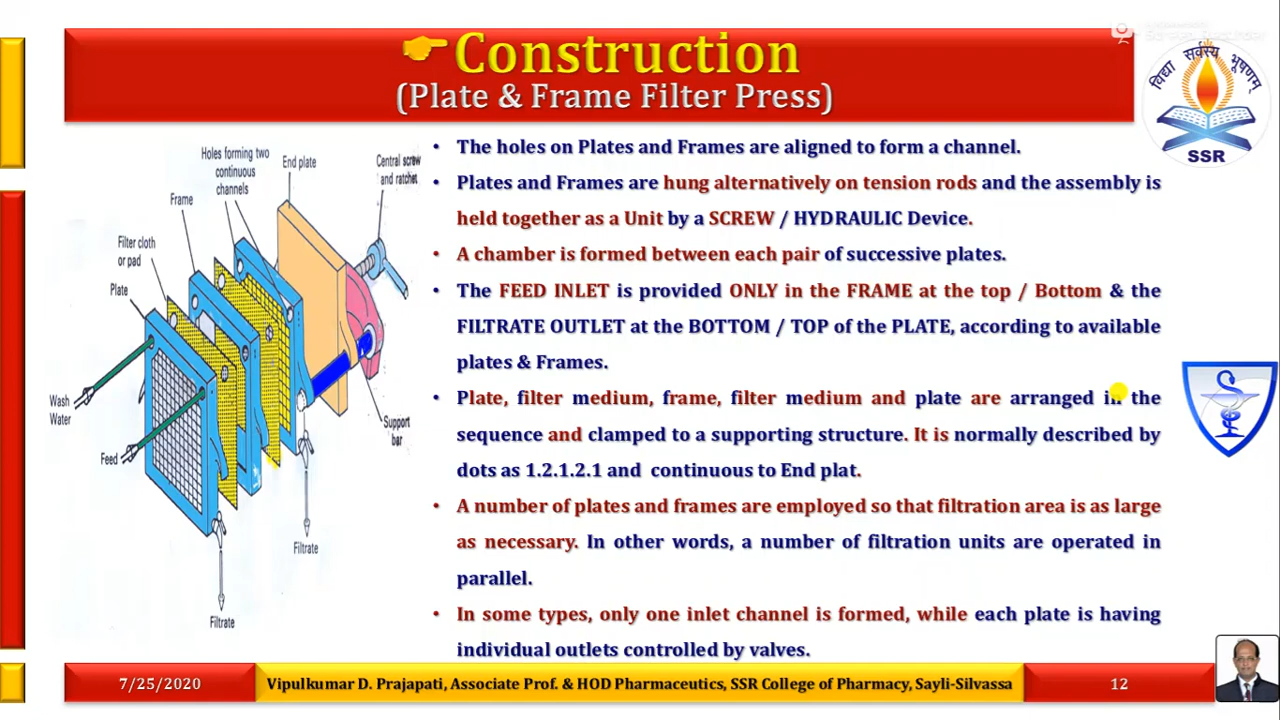 Construction
(Plate & Frame Filter Press)
विद्या सर्वस्य भूषणम्
SSR
Holes forming two
continuous
channels
End plate
Central screw
and ratchet
Frame
Filter cloth
or pad
Plate
Wash
Water
Feed
Support
bar
Filtrate
Filtrate
• The holes on Plates and Frames are aligned to form a channel.
• Plates and Frames are hung alternatively on tension rods and the assembly is
held together as a Unit by a SCREW / HYDRAULIC Device.
• A chamber is formed between each pair of successive plates.
• The FEED INLET is provided ONLY in the FRAME at the top / Bottom & the
FILTRATE OUTLET at the BOTTOM / TOP of the PLATE, according to available
plates & Frames.
• Plate, filter medium, frame, filter medium and plate are arranged in the
sequence and clamped to a supporting structure. It is normally described by
dots as 1.2.1.2.1 and continuous to End plat.
• A number of plates and frames are employed so that filtration area is as large
as necessary. In other words, a number of filtration units are operated in
parallel.
• In some types, only one inlet channel is formed, while each plate is having
individual outlets controlled by valves.
7/25/2020
Vipulkumar D. Prajapati, Associate Prof. & HOD Pharmaceutics, SSR College of Pharmacy, Sayli-Silvassa
12